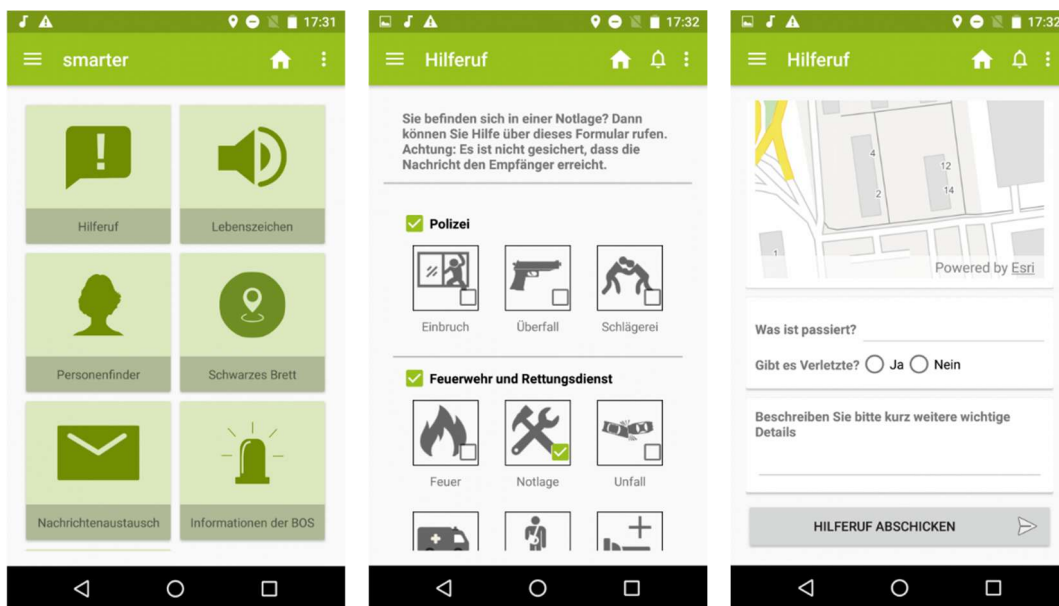 17:31
smarter
Hilferuf
Lebenszeichen
Personenfinder
Schwarzes Brett
Nachrichtenaustausch
Informationen der BOS
17:32
Hilferuf
Sie befinden sich in einer Notlage? Dann
können Sie Hilfe über dieses Formular rufen.
Achtung: Es ist nicht gesichert, dass die
Nachricht den Empfänger erreicht.
Polizei
Einbruch
Überfall
Schlägerei
Feuerwehr und Rettungsdienst
Feuer
Notlage
Unfall
17:32
Hilferuf
4
12
2
14
1
Powered by Esri
Was ist passiert?
Gibt es Verletzte? Ja Nein
Beschreiben Sie bitte kurz weitere wichtige
Details
HILFERUF ABSCHICKEN